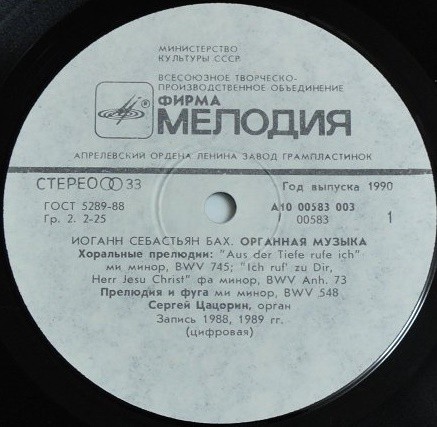 МИНИСТЕРСТВО
КУЛЬТУРЫ СССР
ВСЕСОЮЗНОЕ ТВОРЧЕСКО-
ПРОИЗВОДСТВЕННОЕ ОБЪЕДИНЕНИЕ
ФИРМА
® МЕЛОДИЯ
АПРЕЛЕВСКИЙ ОРДЕНА ЛЕНИНА ЗАВОД ГРАМПЛАСТИНОК
СТЕРЕО 33 Год выпуска 1990
ГОСТ 5289-88 А10 00583 003
Гр. 2. 2-25 1 00583 1
ИОГАНН СЕБАСТЬЯН БАХ. ОРГАННАЯ МУЗЫКА
Хоральные прелюдии: "Aus der Tiefe rufe ich"
ми минор, BWV 745; "Ich ruf' zu Dir,
Herr Jesu Christ" фа минор, BWV Anh. 73
Прелюдия и фуга ми минор, BWV 548
Сергей Цацорин, орган
Запись 1988, 1989 гг.
(цифровая)